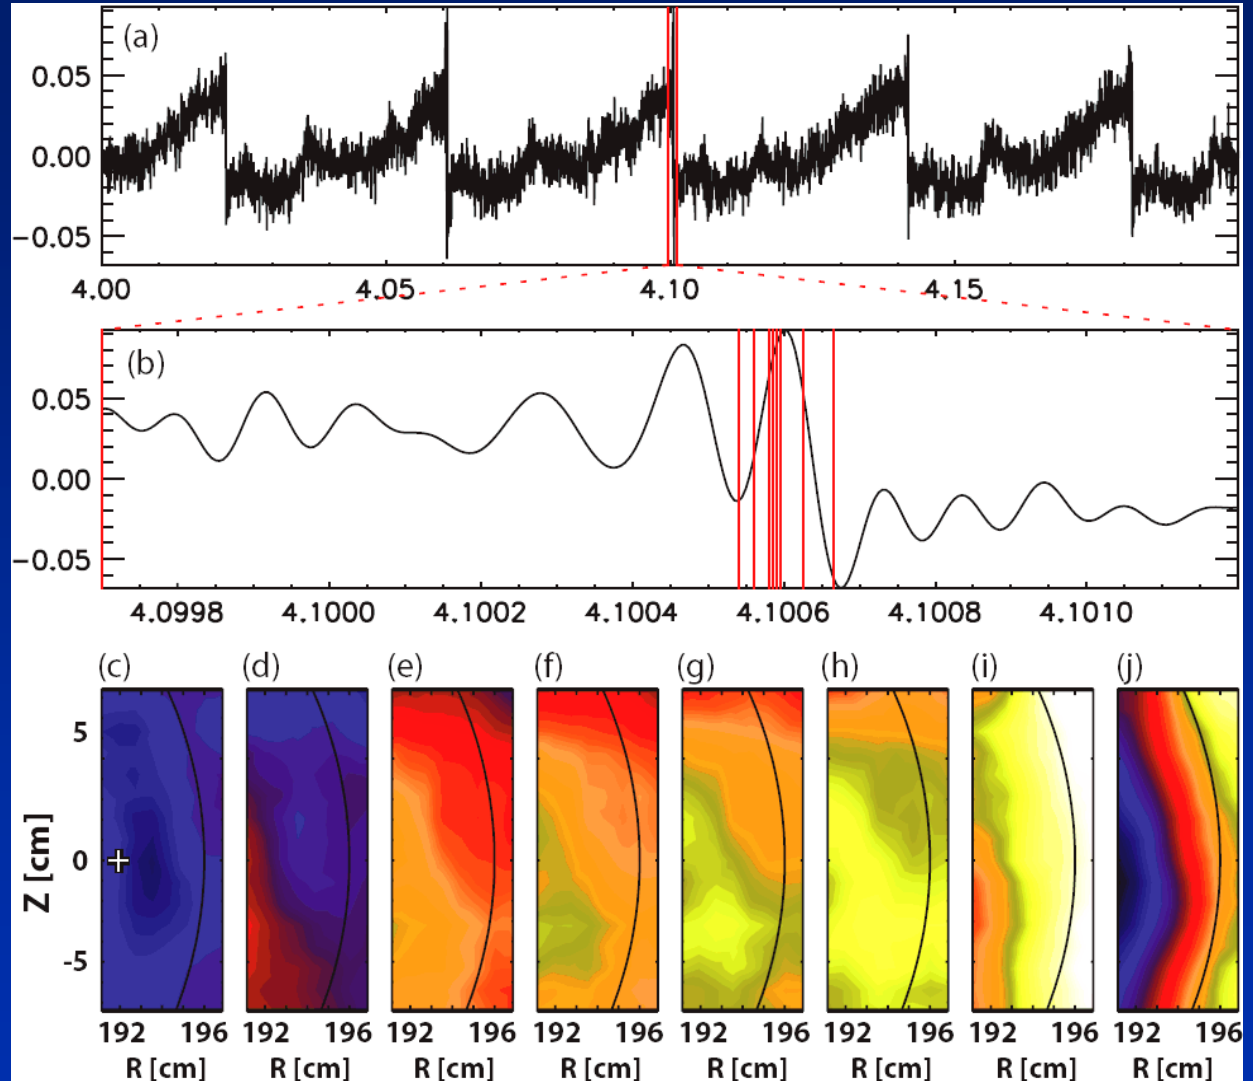 (a)
0.05
0.00
−0.05
4.00 4.05 4.10 4.15
(b)
0.05
0.00
−0.05
4.0998 4.1000 4.1002 4.1004 4.1006 4.1008 4.1010
(c) (d) (e) (f) (g) (h) (i) (j)
5
0
-5
Z [cm]
192 196 192 196 192 196 192 196 192 196 192 196 192 196 192 196
R [cm] R [cm] R [cm] R [cm] R [cm] R [cm] R [cm] R [cm]